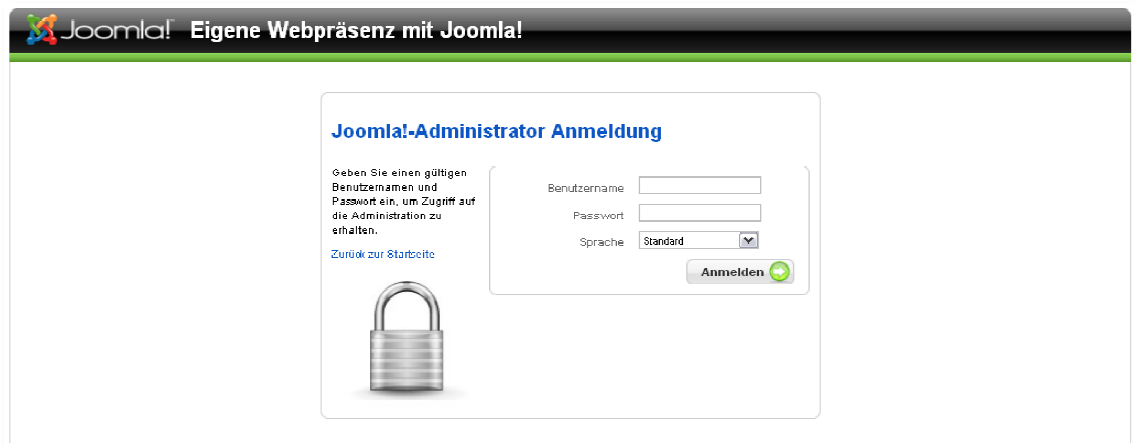 Joomla! Eigene Webpräsenz mit Joomla!
Joomla!-Administrator Anmeldung
Geben Sie einen gültigen
Benutzernamen und
Passwort ein, um Zugriff auf
die Administration zu
erhalten.
Zurück zur Startseite
Benutzername
Passwort
Sprache Standard
Anmelden